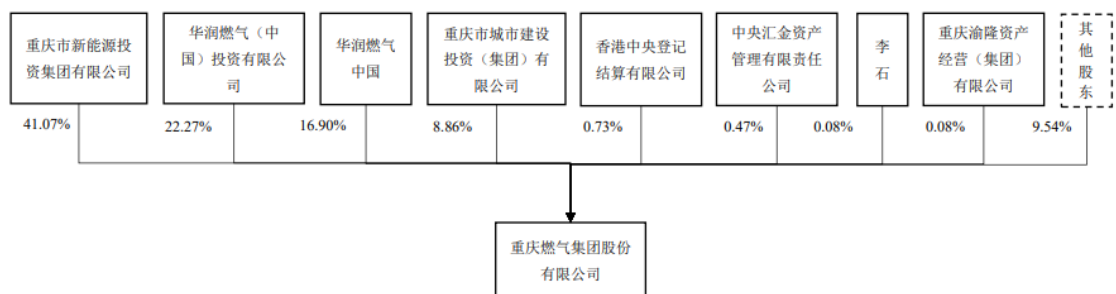 重庆市新能源投
资集团有限公司
华润燃气（中
国）投资有限公
司
华润燃气
中国
重庆市城市建设
投资（集团）有
限公司
香港中央登记
结算有限公司
中央汇金资产
管理有限责任
公司
李
石
重庆渝隆资产
经营（集团）
有限公司
其
他
股
东
41.07%
22.27%
16.90%
8.86%
0.73%
0.47%
0.08%
0.08%
9.54%
重庆燃气集团股份
有限公司